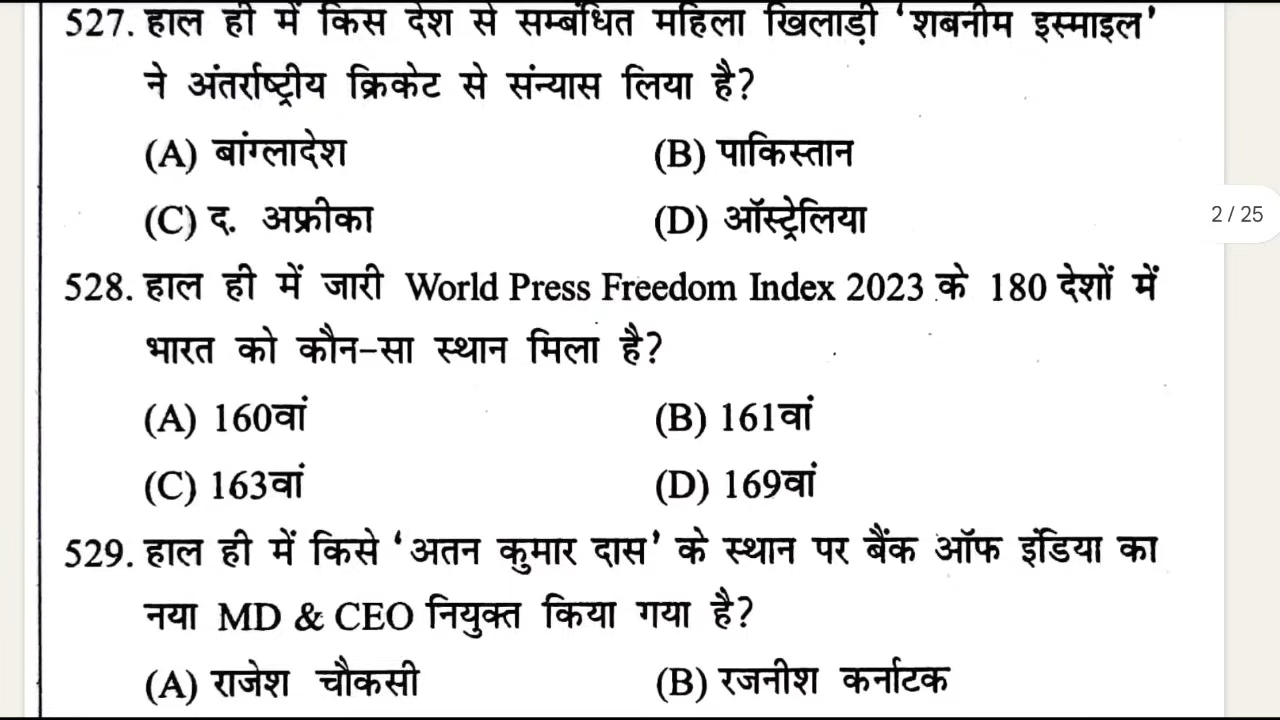 527. हाल ही में किस देश से सम्बंधित महिला खिलाड़ी ‘शबनीम इस्माइल’
ने अंतर्राष्ट्रीय क्रिकेट से संन्यास लिया है?
(A) बांग्लादेश (B) पाकिस्तान
(C) द. अफ्रीका (D) ऑस्ट्रेलिया
2 / 25
528. हाल ही में जारी World Press Freedom Index 2023 के 180 देशों में
भारत को कौन-सा स्थान मिला है?
(A) 160वां (B) 161वां
(C) 163वां (D) 169वां
529. हाल ही में किसे ‘अतन कुमार दास’ के स्थान पर बैंक ऑफ इंडिया का
नया MD & CEO नियुक्त किया गया है?
(A) राजेश चौकसी (B) रजनीश कर्नाटक